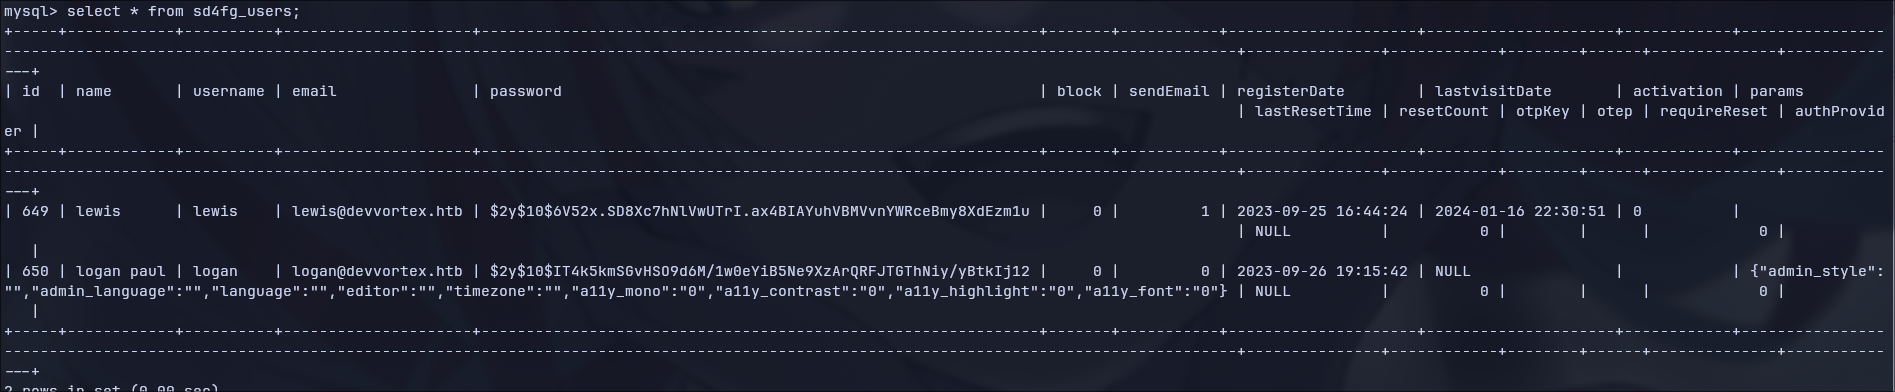 mysql> select * from sd4fg_users;
+-----+------------+----------+---------------------+--------------------------------------------------------------+-------+-----------+---------------------+---------------------+------------+----------------
-----------------------------------------------------------------------------------------------------------------------------------------+---------------+------------+--------+------+--------------+-----------
---+
| id  | name       | username | email               | password                                                     | block | sendEmail | registerDate        | lastvisitDate       | activation | params
                                                                                                                                         | lastResetTime | resetCount | otpKey | otep | requireReset | authProvid
er |
+-----+------------+----------+---------------------+--------------------------------------------------------------+-------+-----------+---------------------+---------------------+------------+----------------
-----------------------------------------------------------------------------------------------------------------------------------------+---------------+------------+--------+------+--------------+-----------
---+
| 649 | lewis      | lewis    | lewis@devvortex.htb | $2y$10$6V52x.SD8Xc7hNlVwUTrI.ax4BIAYuhVBMVvnYWRceBmy8XdEzm1u |     0 |         1 | 2023-09-25 16:44:24 | 2024-01-16 22:30:51 | 0          |
                                                                                                                                         | NULL          |          0 |        |      |            0 |
   |
| 650 | logan paul | logan    | logan@devvortex.htb | $2y$10$IT4k5kmSGvHSO9d6M/1w0eYiB5Ne9XzArQRFJTGThNiy/yBtkIj12 |     0 |         0 | 2023-09-26 19:15:42 | NULL                |            | {"admin_style":
"","admin_language":"","language":"","editor":"","timezone":"","a11y_mono":"0","a11y_contrast":"0","a11y_highlight":"0","a11y_font":"0"} | NULL          |          0 |        |      |            0 |
   |
+-----+------------+----------+---------------------+--------------------------------------------------------------+-------+-----------+---------------------+---------------------+------------+----------------
-----------------------------------------------------------------------------------------------------------------------------------------+---------------+------------+--------+------+--------------+-----------
---+
2 rows in set (0.00 sec)